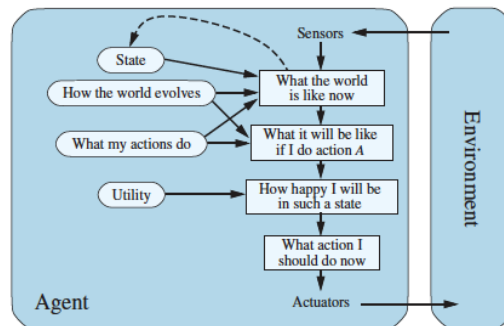 Sensors
State
What the world
is like now
How the world evolves
What my actions do
What it will be like
if I do action A
Utility
How happy I will be
in such a state
What action I
should do now
Agent
Actuators
Environment